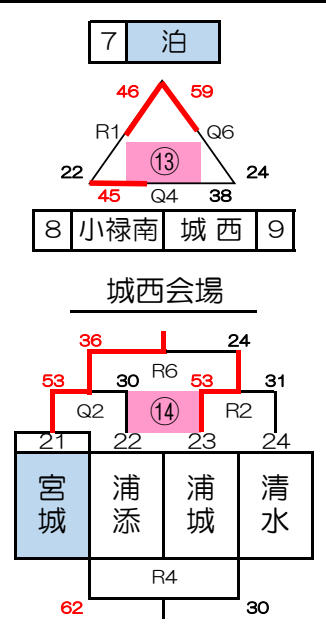 7 泊
46 59
R1 Q6
⑬
22 24
45 Q4 38
8 小禄南 城西 9
城西会場
36 24
R6
53 30 53 31
Q2 ⑭ R2
21 22 23 24
宮城 浦添 浦城 清水
R4
62 30